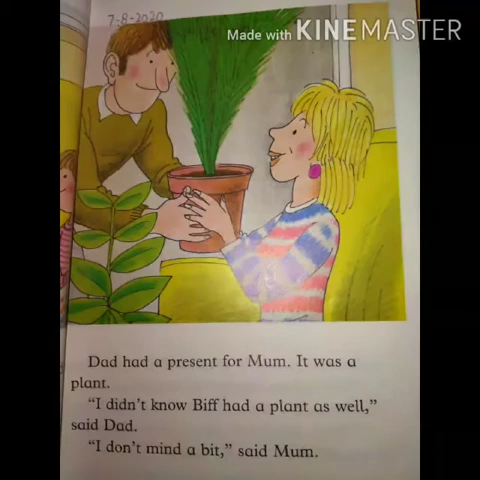 7-8-2020
Made with KINEMASTER
Dad had a present for Mum. It was a
plant.
“I didn’t know Biff had a plant as well,”
said Dad.
“I don’t mind a bit,” said Mum.